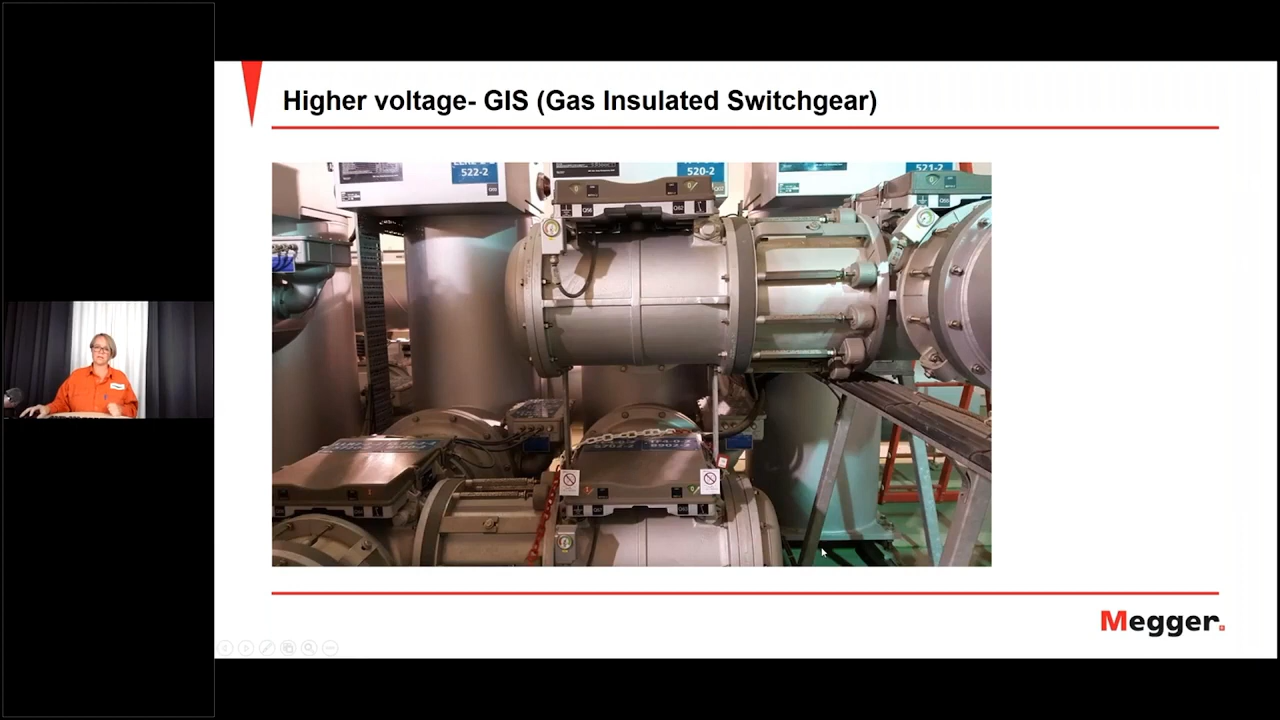 Higher voltage- GIS (Gas Insulated Switchgear)
522-2
520-2
521-2
Megger.